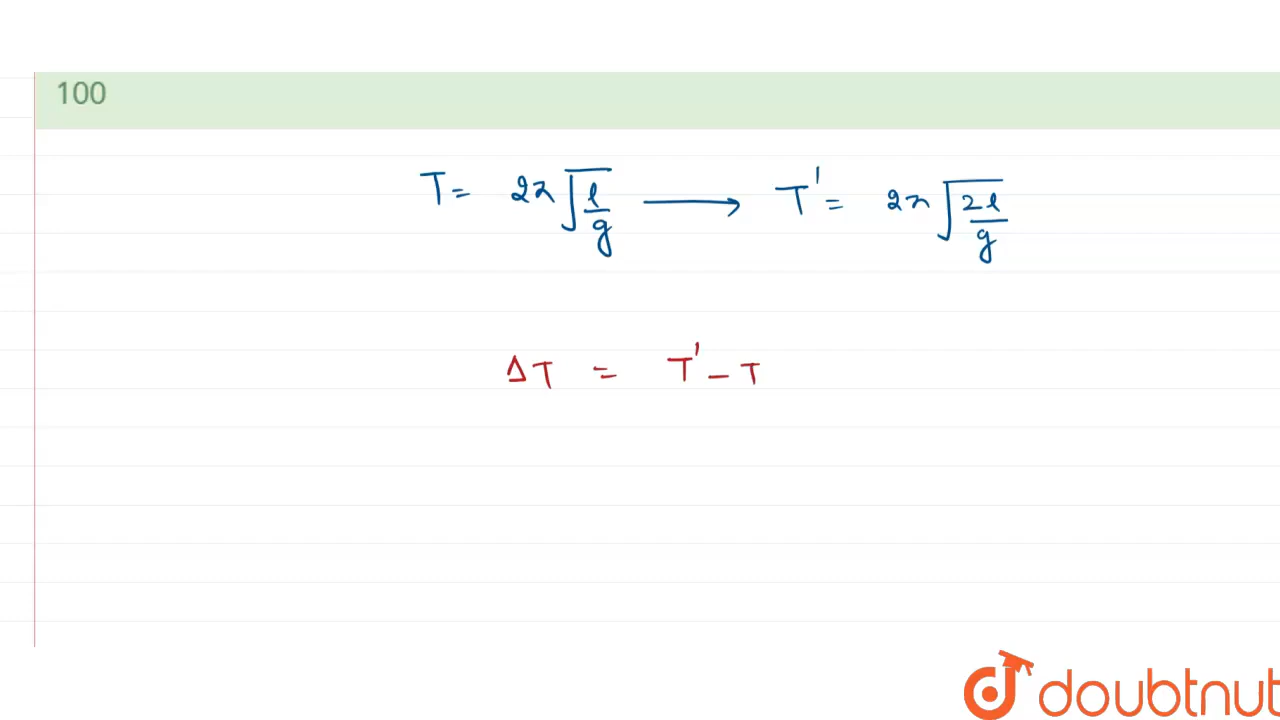 100
T = 2π √(l/g) ⟶ T' = 2π √(2l/g)
ΔT = T' - T
doubtnut